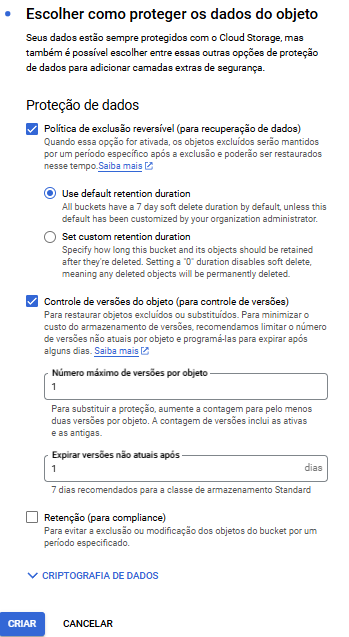 Escolher como proteger os dados do objeto
Seus dados estão sempre protegidos com o Cloud Storage, mas
também é possível escolher entre essas outras opções de proteção
de dados para adicionar camadas extras de segurança.
Proteção de dados
Política de exclusão reversível (para recuperação de dados)
Quando essa opção for ativada, os objetos excluídos serão mantidos
por um período específico após a exclusão e poderão ser restaurados
nesse tempo.Saiba mais
Use default retention duration
All buckets have a 7 day soft delete duration by default, unless this
default has been customized by your organization administrator.
Set custom retention duration
Specify how long this bucket and its objects should be retained
after they're deleted. Setting a "0" duration disables soft delete,
meaning any deleted objects will be permanently deleted.
Controle de versões do objeto (para controle de versões)
Para restaurar objetos excluídos ou substituídos. Para minimizar o
custo do armazenamento de versões, recomendamos limitar o número
de versões não atuais por objeto e programá-las para expirar após
alguns dias. Saiba mais
Número máximo de versões por objeto
1
Para substituir a proteção, aumente a contagem para pelo menos
duas versões por objeto. A contagem de versões inclui as ativas
e as antigas.
Expirar versões não atuais após
1 dias
7 dias recomendados para a classe de armazenamento Standard
Retenção (para compliance)
Para evitar a exclusão ou modificação dos objetos do bucket por um
período especificado.
CRIPTOGRAFIA DE DADOS
CRIAR CANCELAR